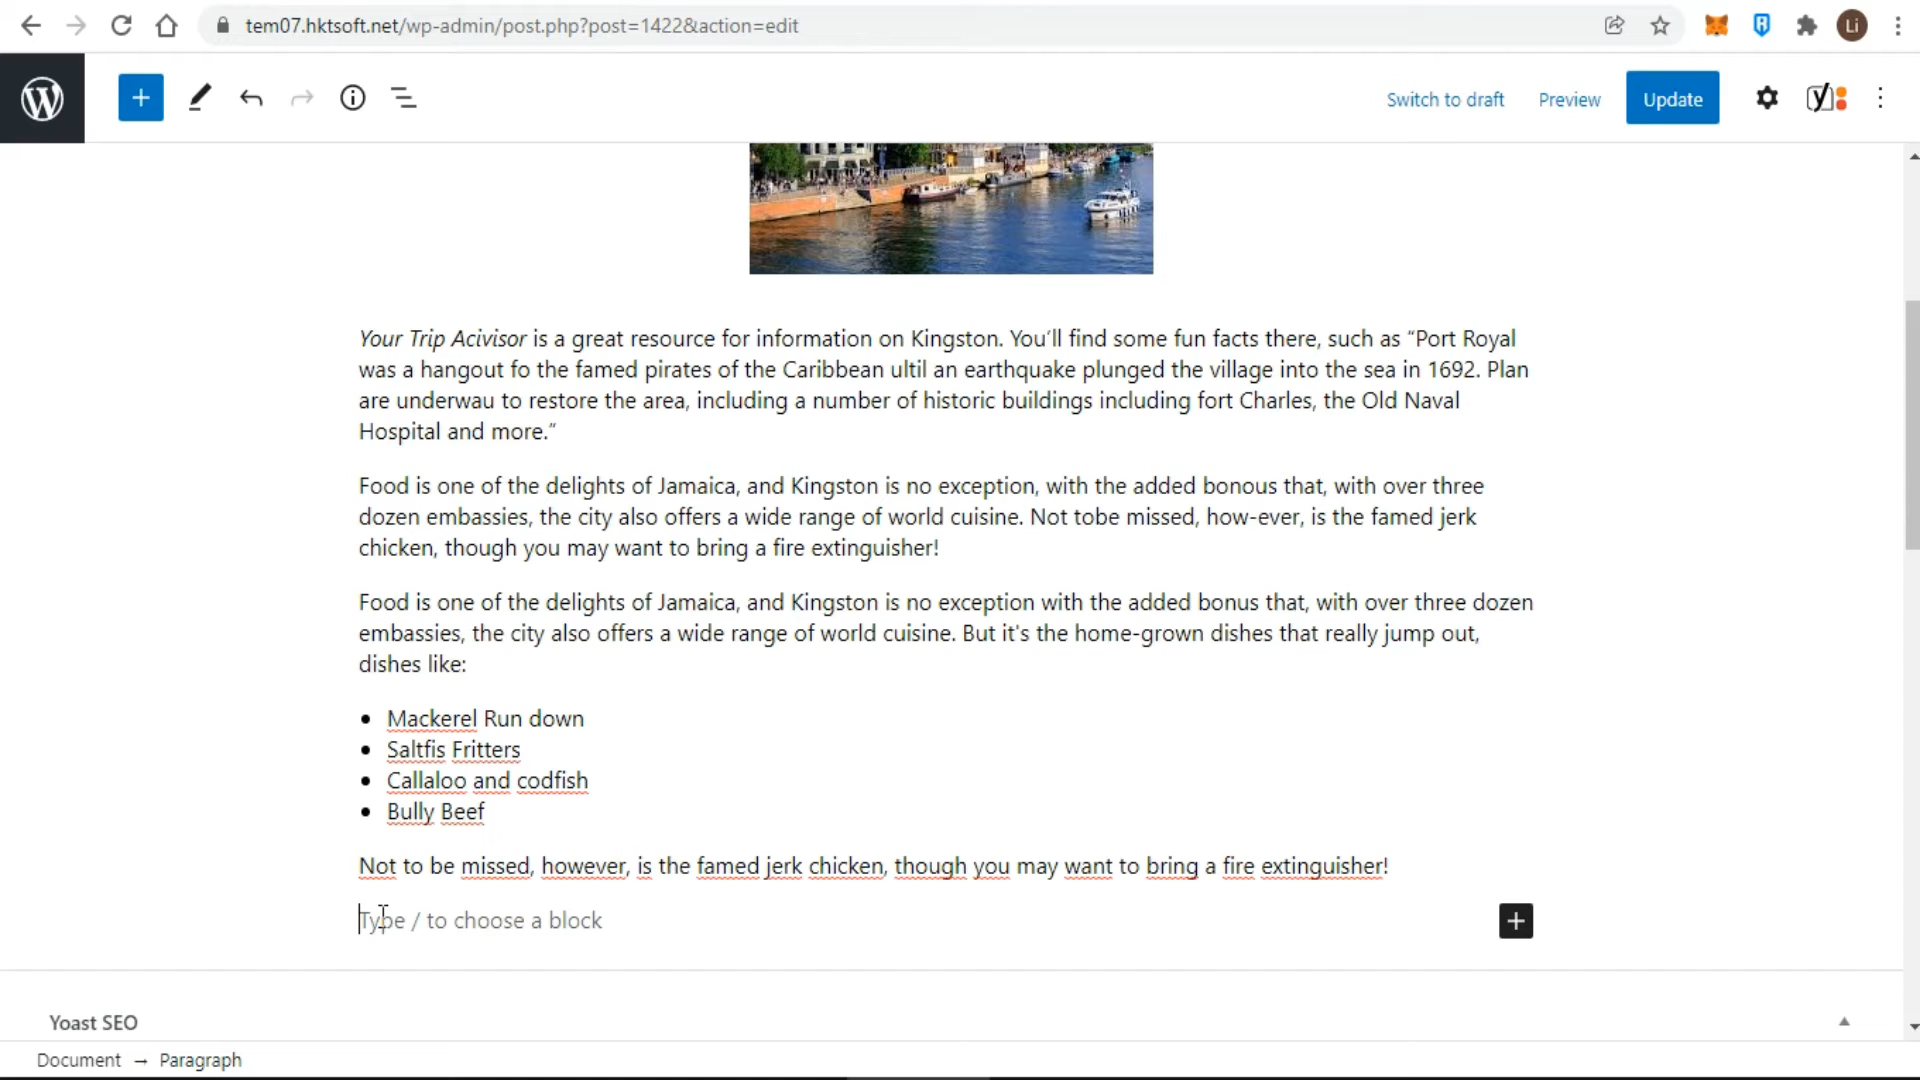 tem07.hktsoft.net/wp-admin/post.php?post=1422&action=edit
Li
Switch to draft
Preview
Update
Your Trip Acivisor is a great resource for information on Kingston. You'll find some fun facts there, such as “Port Royal
was a hangout fo the famed pirates of the Caribbean ultil an earthquake plunged the village into the sea in 1692. Plan
are underwau to restore the area, including a number of historic buildings including fort Charles, the Old Naval
Hospital and more.”
Food is one of the delights of Jamaica, and Kingston is no exception, with the added bonous that, with over three
dozen embassies, the city also offers a wide range of world cuisine. Not tobe missed, how-ever, is the famed jerk
chicken, though you may want to bring a fire extinguisher!
Food is one of the delights of Jamaica, and Kingston is no exception with the added bonus that, with over three dozen
embassies, the city also offers a wide range of world cuisine. But it's the home-grown dishes that really jump out,
dishes like:
• Mackerel Run down
• Saltfis Fritters
• Callaloo and codfish
• Bully Beef
Not to be missed, however, is the famed jerk chicken, though you may want to bring a fire extinguisher!
Type / to choose a block
Yoast SEO
Document → Paragraph